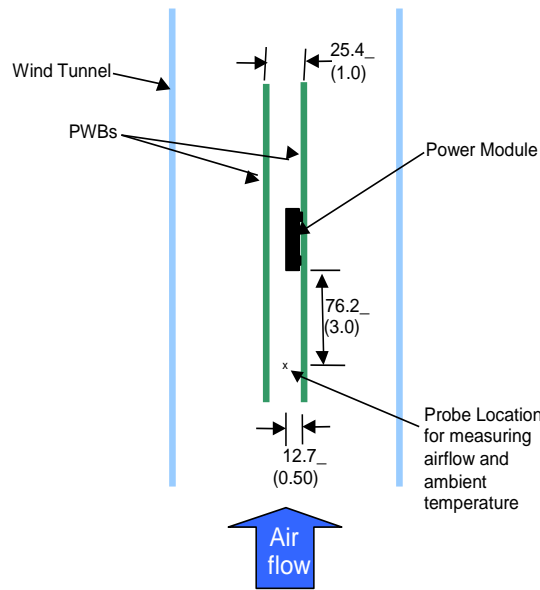 25.4_
(1.0)
Wind Tunnel
PWBs
Power Module
76.2_
(3.0)
x
Probe Location
for measuring
airflow and
ambient
temperature
12.7_
(0.50)
Air
flow